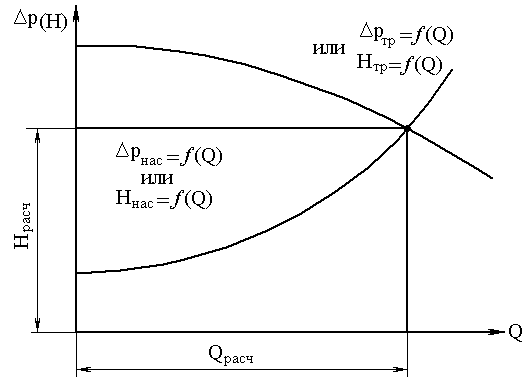 Δp(H)
Δpтр=f(Q)
или
Hтр=f(Q)
Δpнас=f(Q)
или
Hнас=f(Q)
Hрасч
Q
Qрасч